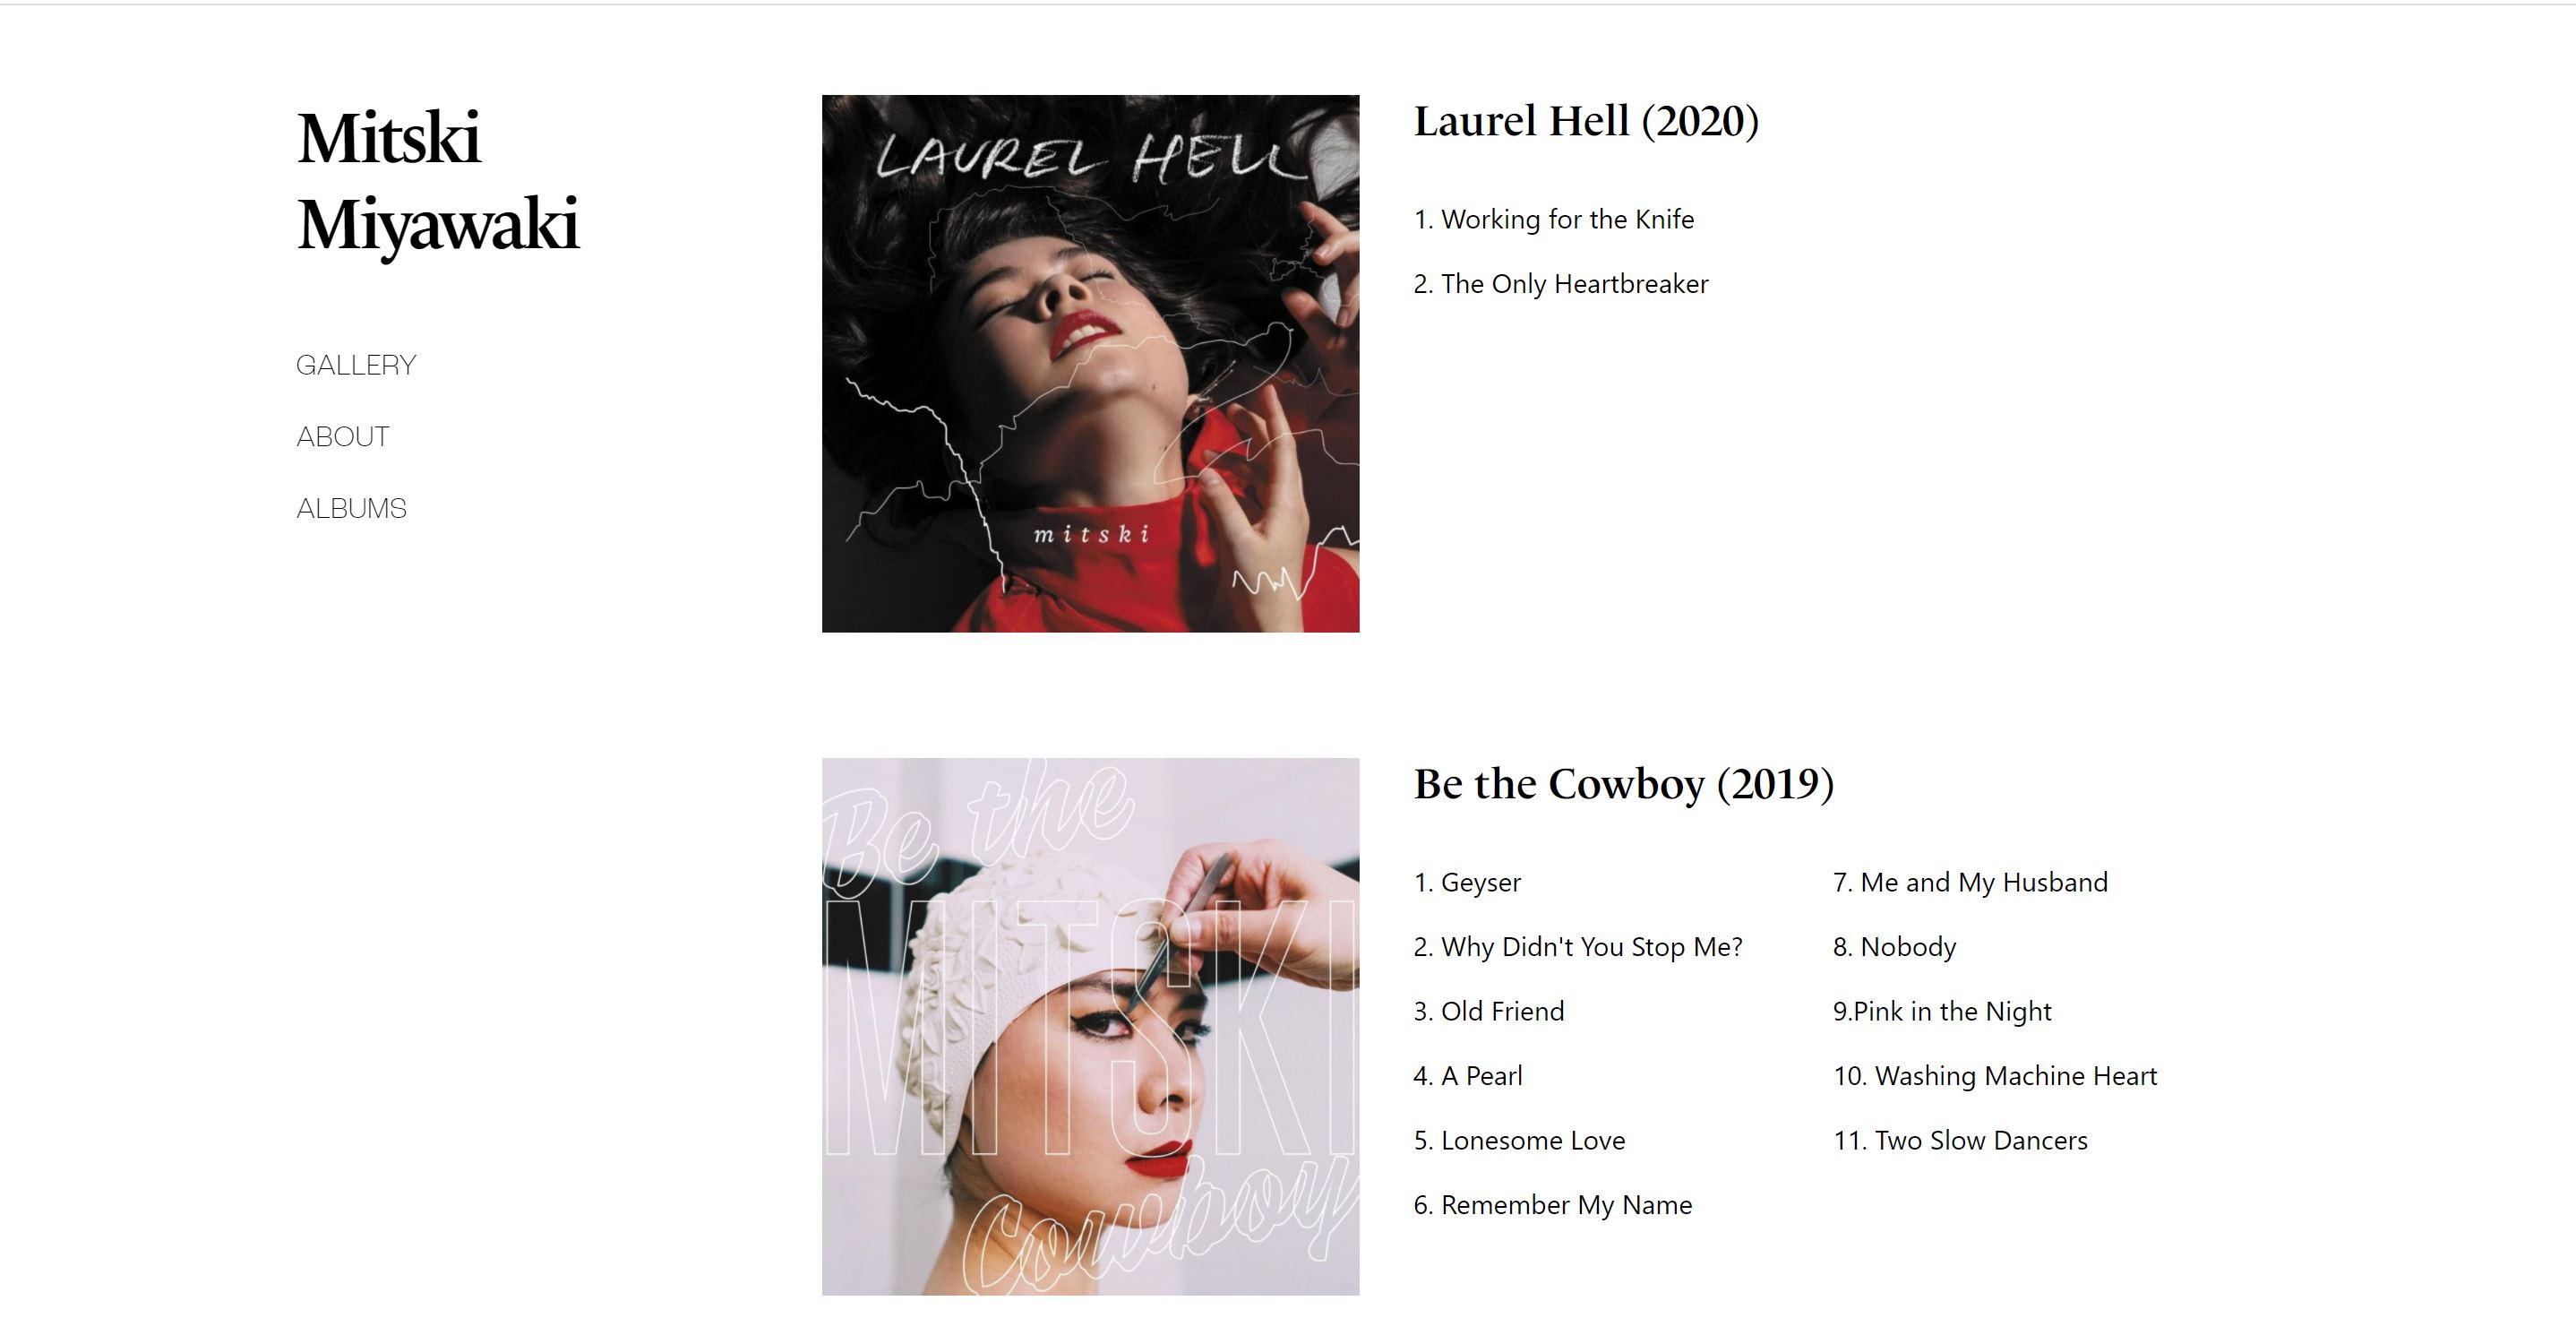 Mitski
Miyawaki
GALLERY
ABOUT
ALBUMS
LAUREL HELL
mitski
Laurel Hell (2020)
1. Working for the Knife
2. The Only Heartbreaker
Be the
MITSKI
Cowboy
Be the Cowboy (2019)
1. Geyser
2. Why Didn't You Stop Me?
3. Old Friend
4. A Pearl
5. Lonesome Love
6. Remember My Name
7. Me and My Husband
8. Nobody
9.Pink in the Night
10. Washing Machine Heart
11. Two Slow Dancers